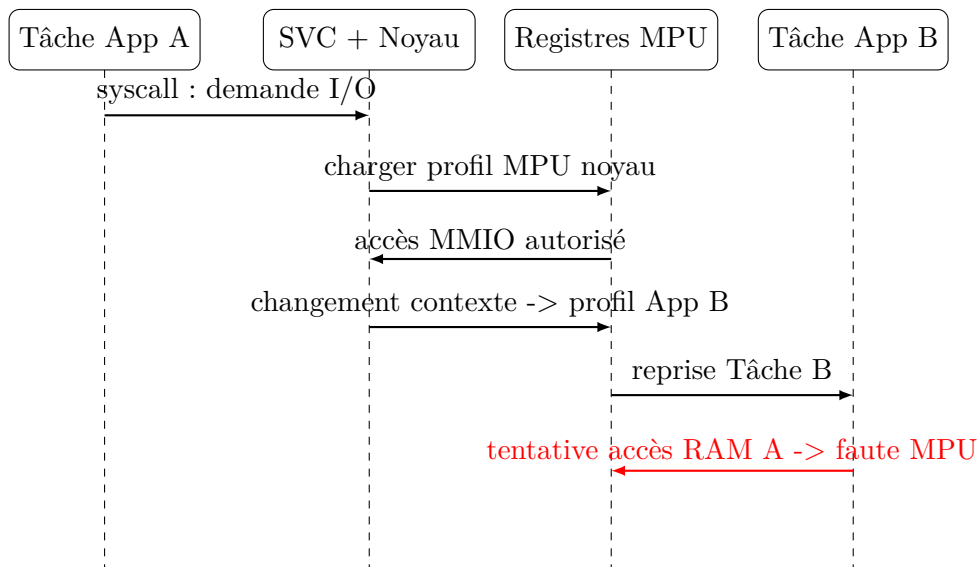 Tâche App A
SVC + Noyau
Registres MPU
Tâche App B
syscall : demande I/O
charger profil MPU noyau
accès MMIO autorisé
changement contexte -> profil App B
reprise Tâche B
tentative accès RAM A -> faute MPU